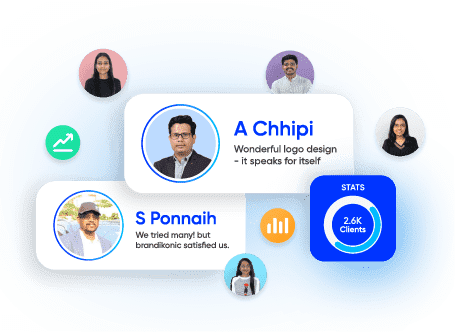 A Chhipi
Wonderful logo design
- it speaks for itself
STATS
2.6K
Clients
S Ponnaih
We tried many! but
brandikonic satisfied us.